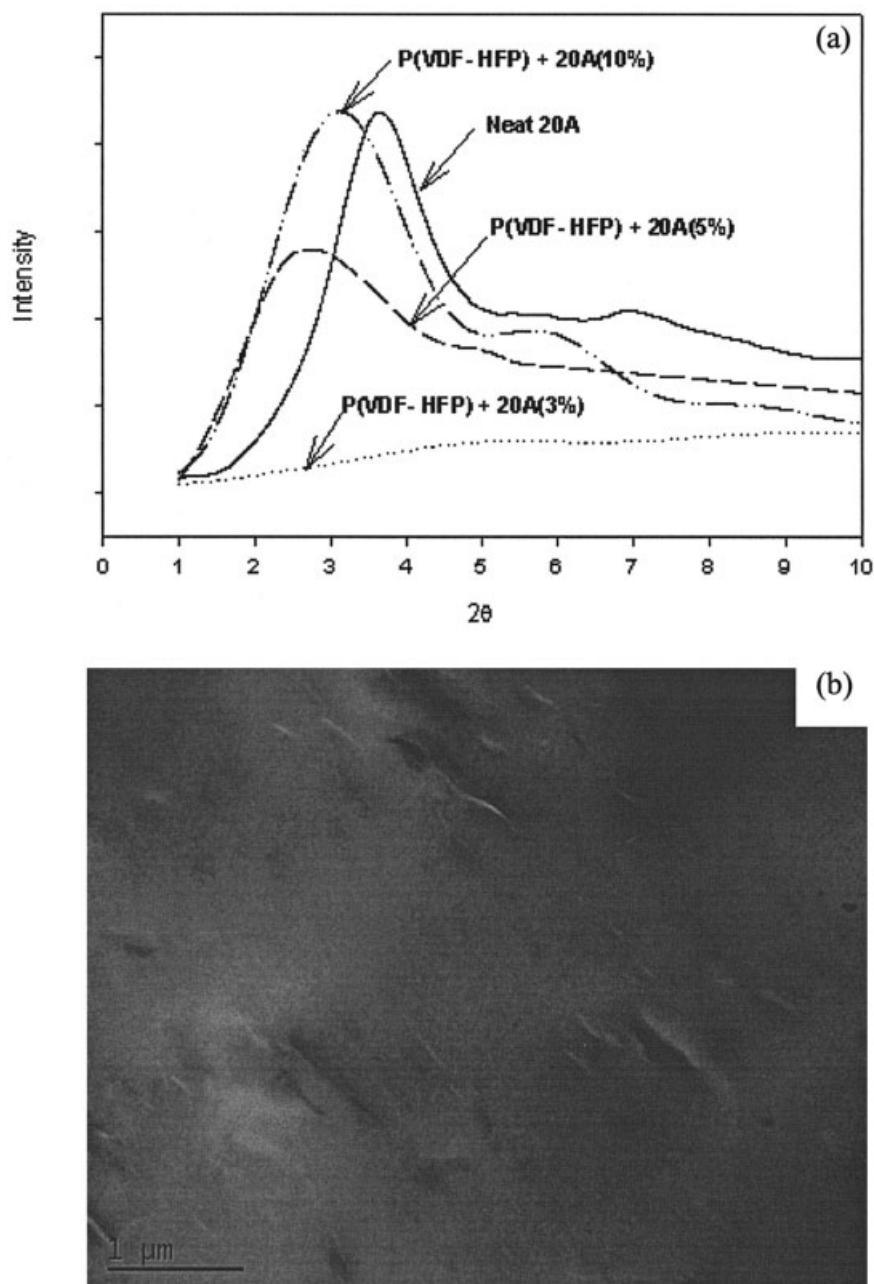 (a)
P(VDF-HFP) + 20A(10%)
Neat 20A
P(VDF-HFP) + 20A(5%)
P(VDF-HFP) + 20A(3%)
Intensity
0 1 2 3 4 5 6 7 8 9 10
2θ
(b)
1 μm